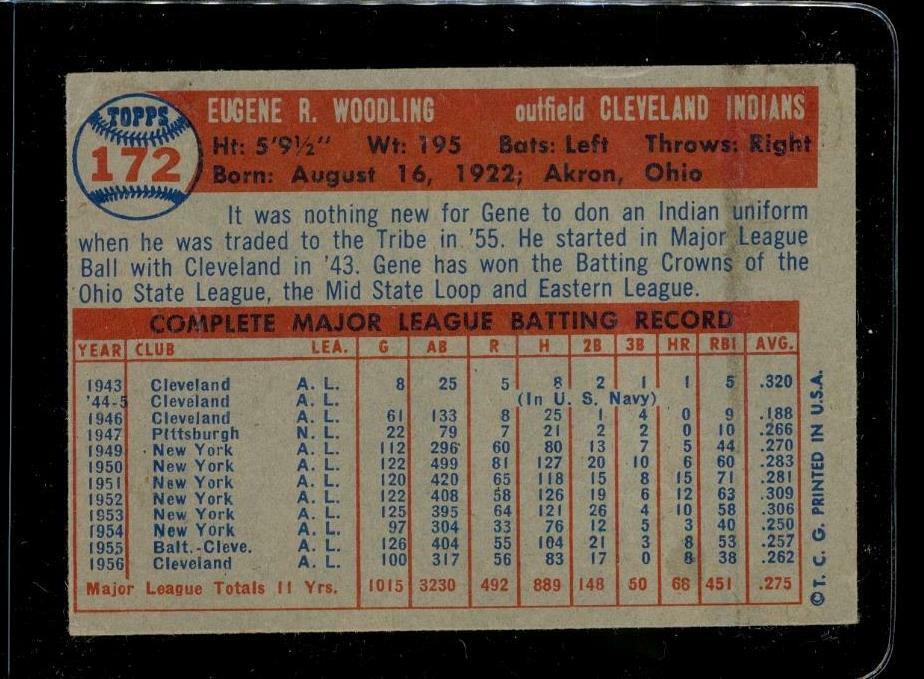 TOPPS
172
EUGENE R. WOODLING outfield CLEVELAND INDIANS
Ht: 5'9½" Wt: 195 Bats: Left Throws: Right
Born: August 16, 1922; Akron, Ohio
It was nothing new for Gene to don an Indian uniform
when he was traded to the Tribe in '55. He started in Major League
Ball with Cleveland in '43. Gene has won the Batting Crowns of the
Ohio State League, the Mid State Loop and Eastern League.
COMPLETE MAJOR LEAGUE BATTING RECORD
YEAR CLUB LEA. G AB R H 2B 3B HR RBI AVG.
1943 Cleveland A. L. 8 25 5 8 2 1 1 5 .320
'44-5 Cleveland A. L. (In U. S. Navy)
1946 Cleveland A. L. 61 133 8 25 1 4 0 9 .188
1947 Pittsburgh N. L. 22 79 7 21 2 2 0 10 .266
1949 New York A. L. 112 296 60 80 13 7 5 44 .270
1950 New York A. L. 122 499 81 127 20 10 6 60 .283
1951 New York A. L. 120 420 65 118 15 8 15 71 .281
1952 New York A. L. 122 408 58 126 19 6 12 63 .309
1953 New York A. L. 125 395 64 121 26 4 10 58 .306
1954 New York A. L. 97 304 33 76 12 5 3 40 .250
1955 Balt.-Cleve. A. L. 126 404 55 104 21 3 8 53 .257
1956 Cleveland A. L. 100 317 56 83 17 0 8 38 .262
Major League Totals 11 Yrs. 1015 3230 492 889 148 50 68 451 .275
© T. C. G. PRINTED IN U.S.A.